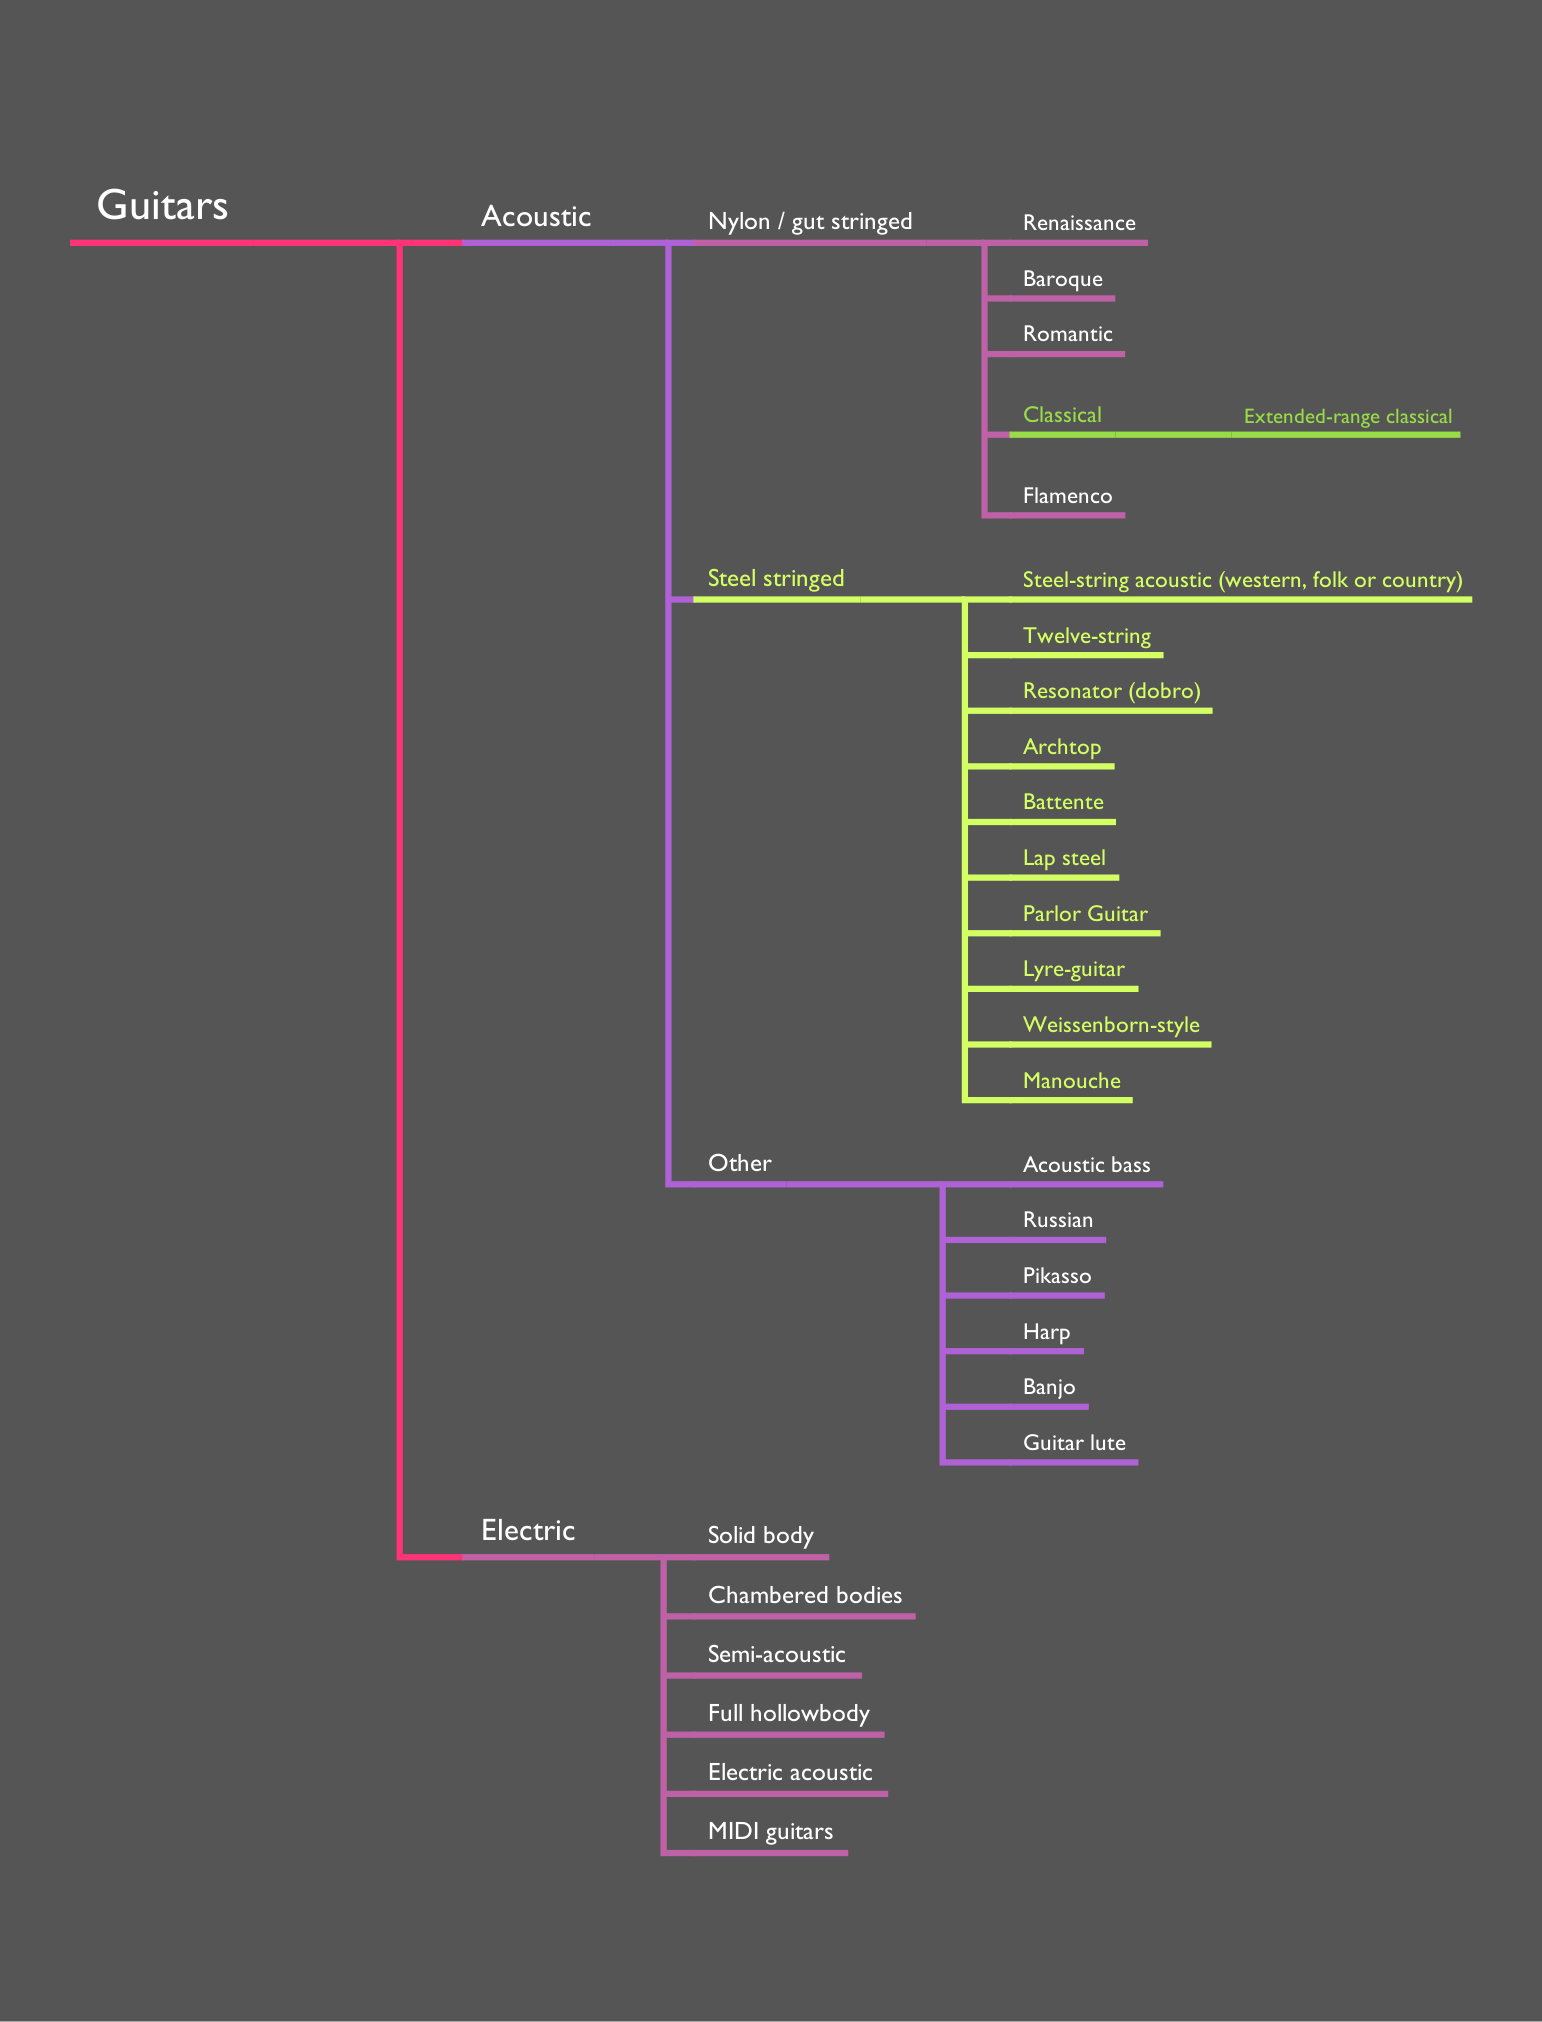 Guitars
Acoustic
Nylon / gut stringed
Renaissance
Baroque
Romantic
Classical
Extended-range classical
Flamenco
Steel stringed
Steel-string acoustic (western, folk or country)
Twelve-string
Resonator (dobro)
Archtop
Battente
Lap steel
Parlor Guitar
Lyre-guitar
Weissenborn-style
Manouche
Other
Acoustic bass
Russian
Pikasso
Harp
Banjo
Guitar lute
Electric
Solid body
Chambered bodies
Semi-acoustic
Full hollowbody
Electric acoustic
MIDI guitars